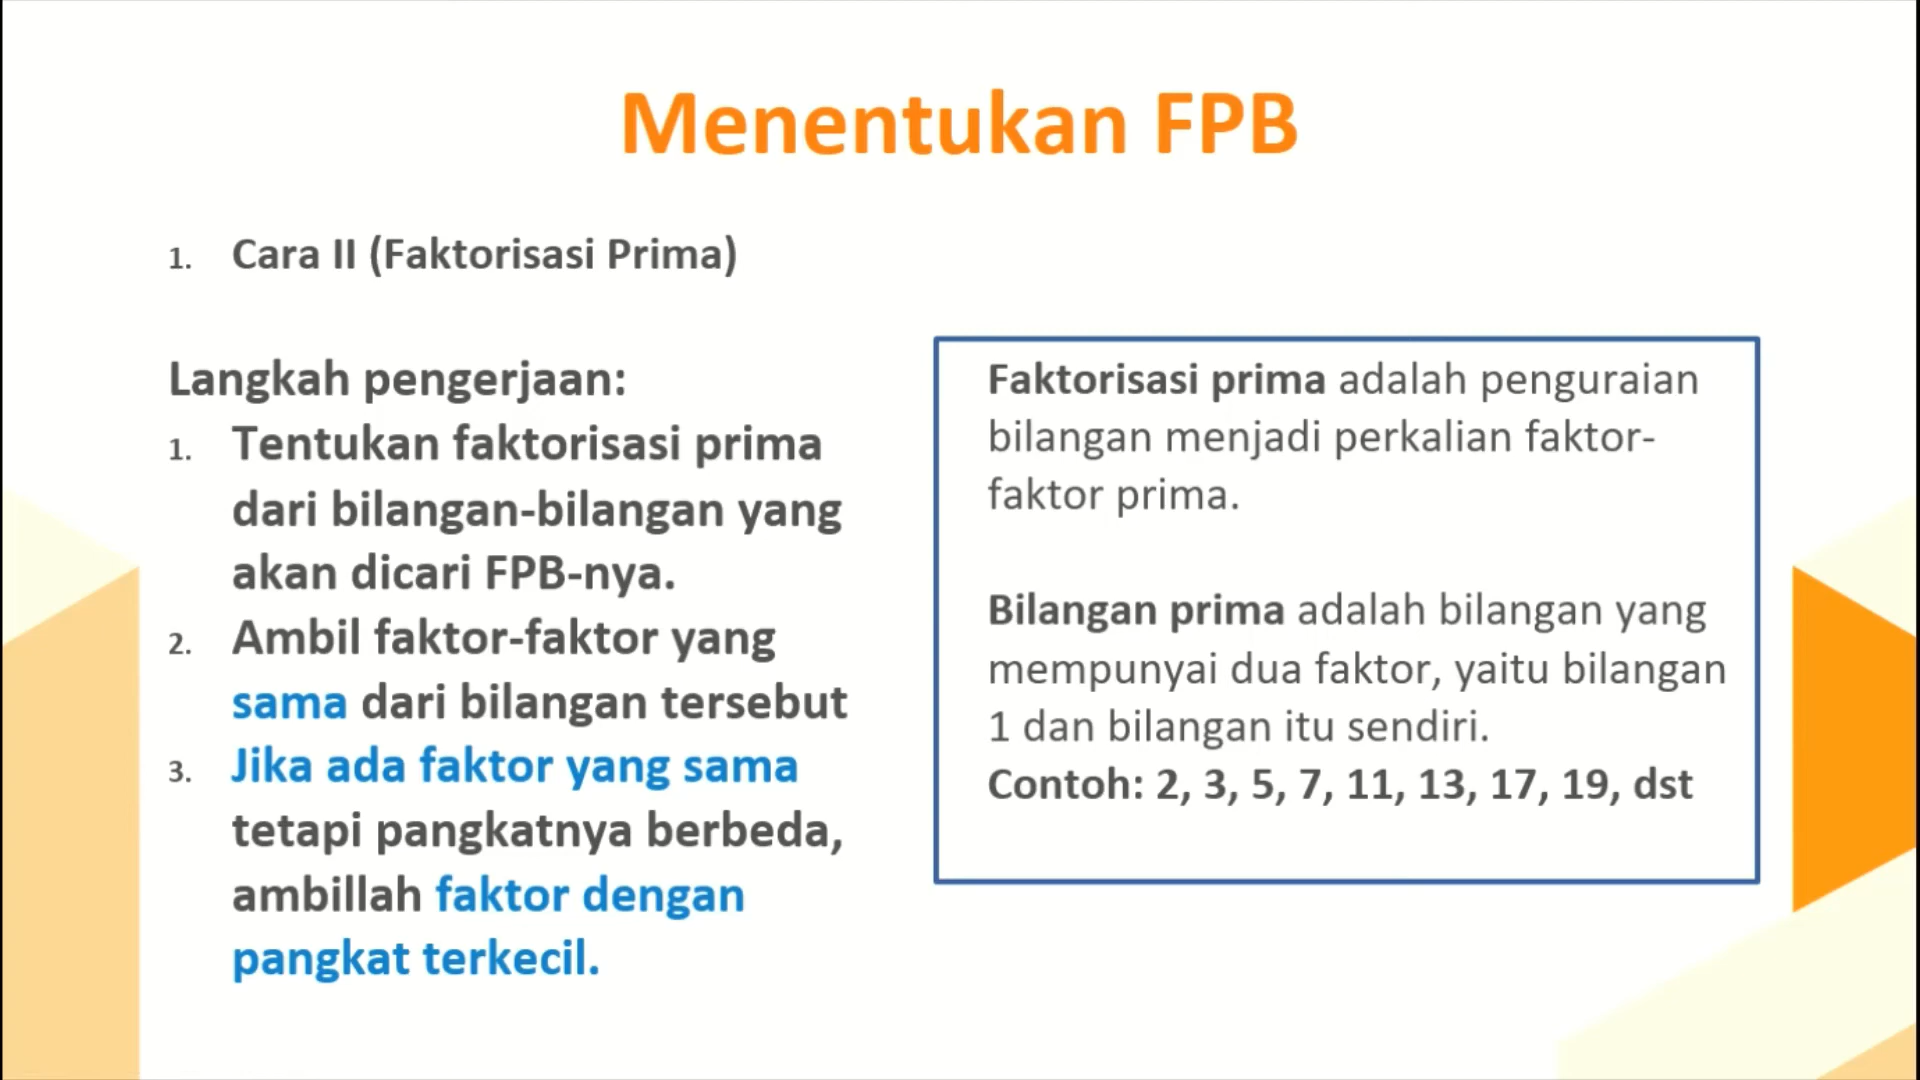 Menentukan FPB
1. Cara II (Faktorisasi Prima)
Langkah pengerjaan:
1. Tentukan faktorisasi prima
dari bilangan-bilangan yang
akan dicari FPB-nya.
2. Ambil faktor-faktor yang
sama dari bilangan tersebut
3. Jika ada faktor yang sama
tetapi pangkatnya berbeda,
ambillah faktor dengan
pangkat terkecil.
Faktorisasi prima adalah penguraian
bilangan menjadi perkalian faktor-
faktor prima.
Bilangan prima adalah bilangan yang
mempunyai dua faktor, yaitu bilangan
1 dan bilangan itu sendiri.
Contoh: 2, 3, 5, 7, 11, 13, 17, 19, dst